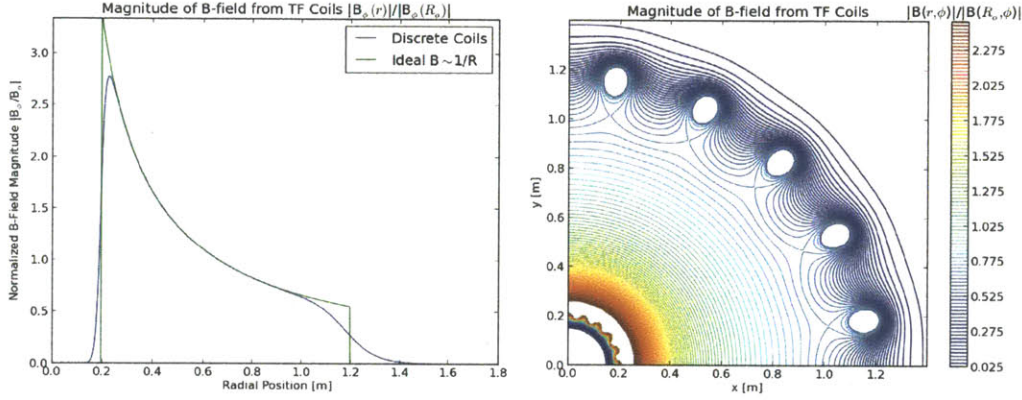 Magnitude of B-field from TF Coils |B_φ(r)|/|B_φ(R_o)|
Normalized B-Field Magnitude |B_φ/B_o|
3.0
2.5
2.0
1.5
1.0
0.5
0.0
Discrete Coils
Ideal B~1/R
0.0 0.2 0.4 0.6 0.8 1.0 1.2 1.4 1.6 1.8
Radial Position [m]
Magnitude of B-field from TF Coils
|B(r,φ)|/|B(R_o,φ)|
y [m]
1.2
1.0
0.8
0.6
0.4
0.2
0.0
0.0 0.2 0.4 0.6 0.8 1.0 1.2
x [m]
2.275
2.025
1.775
1.525
1.275
1.025
0.775
0.525
0.275
0.025